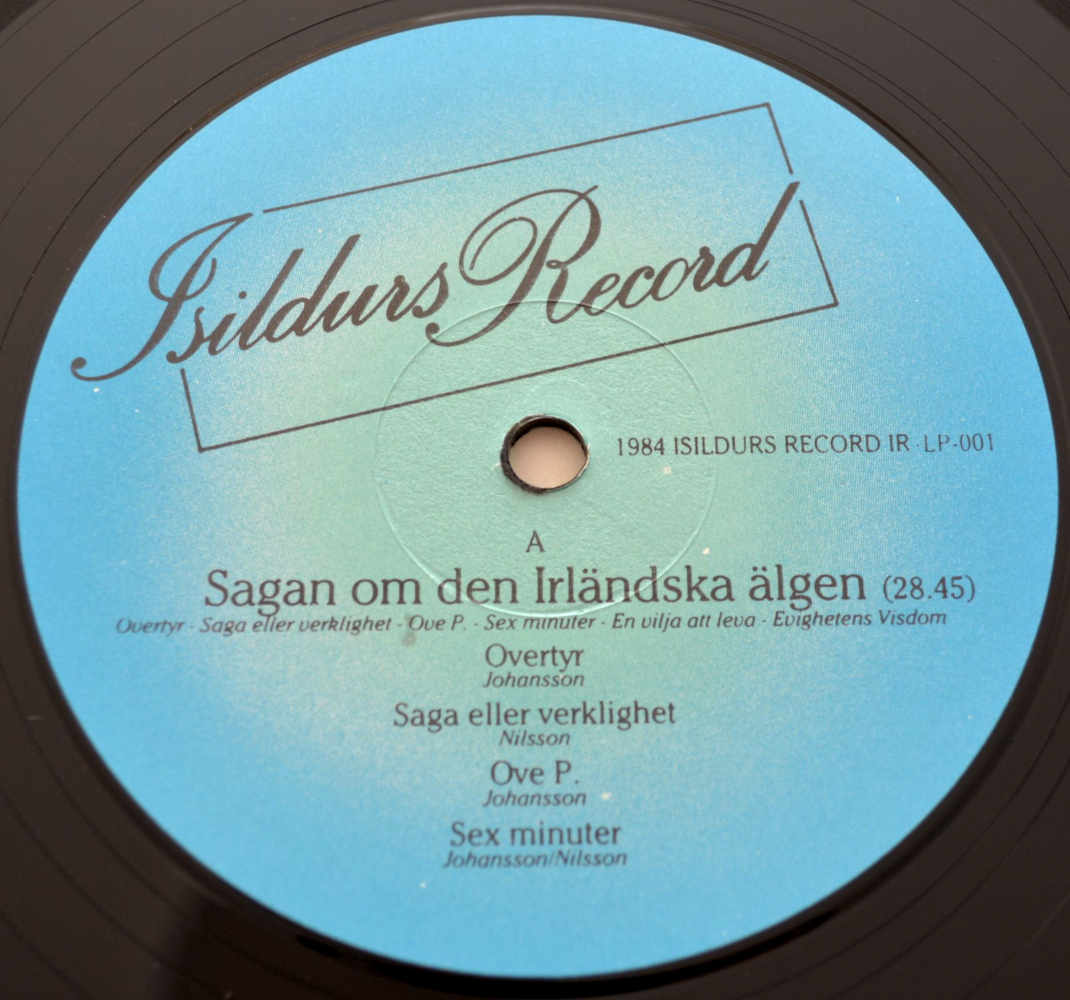 Isildurs Record
1984 ISILDURS RECORD IR-LP-001
A
Sagan om den Irländska älgen (28.45)
Overtyr - Saga eller verklighet - Ove P. - Sex minuter - En vilja att leva - Evighetens Visdom
Overtyr
Johansson
Saga eller verklighet
Nilsson
Ove P.
Johansson
Sex minuter
Johansson/Nilsson